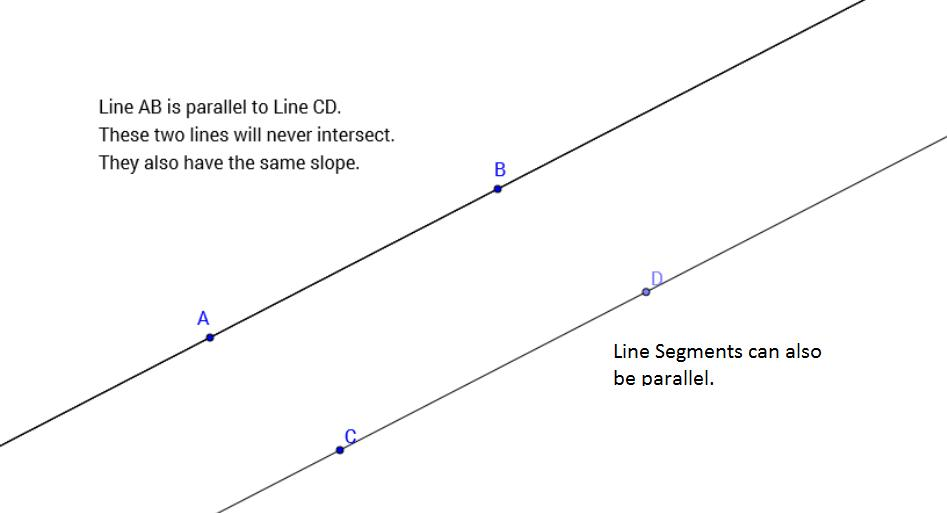 Line AB is parallel to Line CD.
These two lines will never intersect.
They also have the same slope.
B
D
A
Line Segments can also
be parallel.
C